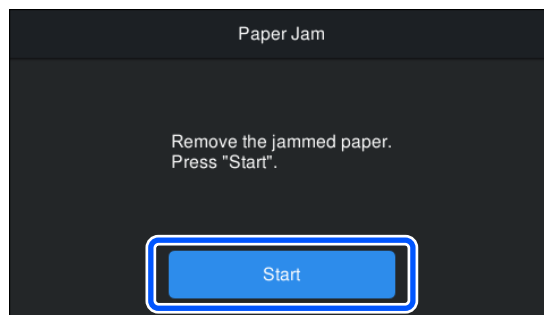 Paper Jam
Remove the jammed paper.
Press "Start".
Start